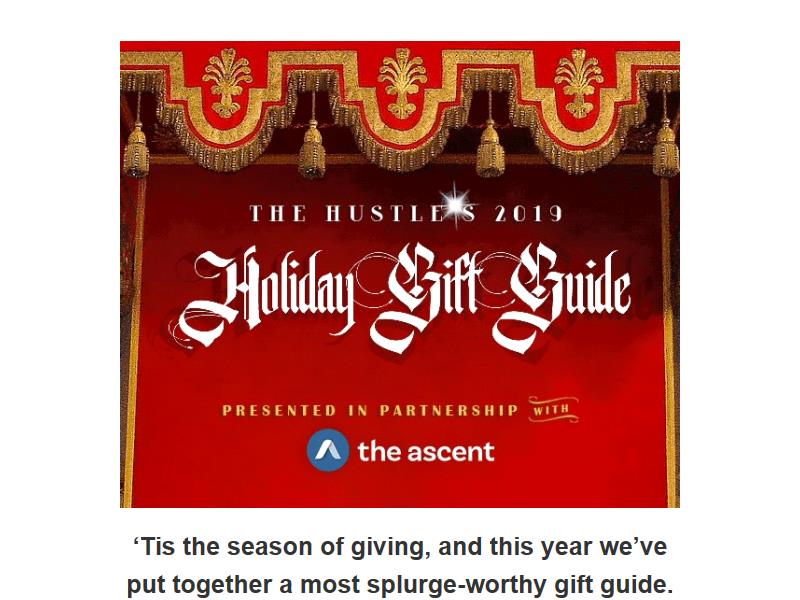 THE HUSTLE'S 2019
Holiday Gift Guide
PRESENTED IN PARTNERSHIP WITH
the ascent
‘Tis the season of giving, and this year we’ve
put together a most splurge-worthy gift guide.